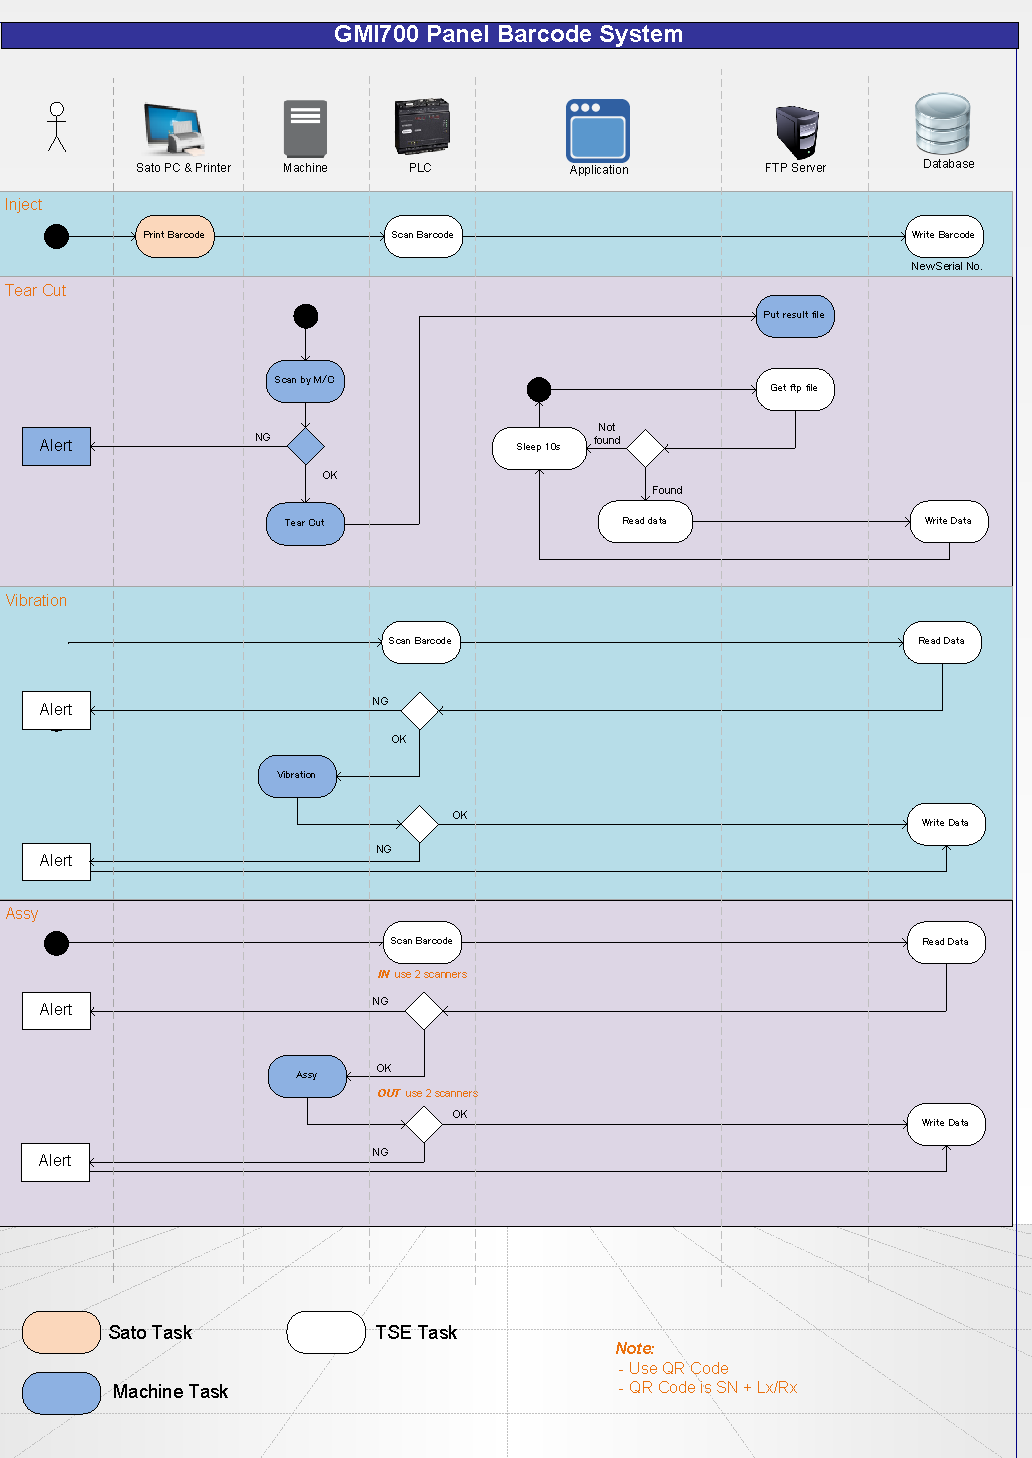 GMI700 Panel Barcode System
Sato PC & Printer
Machine
PLC
Application
FTP Server
Database
Inject
Print Barcode
Scan Barcode
Write Barcode
NewSerial No.
Tear Cut
Put result file
Scan by M/C
Get ftp file
NG
Alert
OK
Not
found
Sleep 10s
Found
Tear Cut
Read data
Write Data
Vibration
Scan Barcode
Read Data
NG
Alert
OK
Vibration
OK
Write Data
NG
Alert
Assy
Scan Barcode
Read Data
IN use 2 scanners
NG
Alert
OK
Assy
OUT use 2 scanners
OK
Write Data
NG
Alert
Sato Task
TSE Task
Machine Task
Note:
- Use QR Code
- QR Code is SN + Lx/Rx